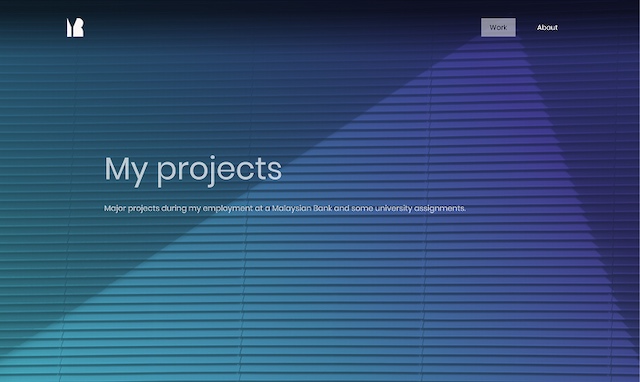 Work
About
My projects
Major projects during my employment at a Malaysian Bank and some university assignments.